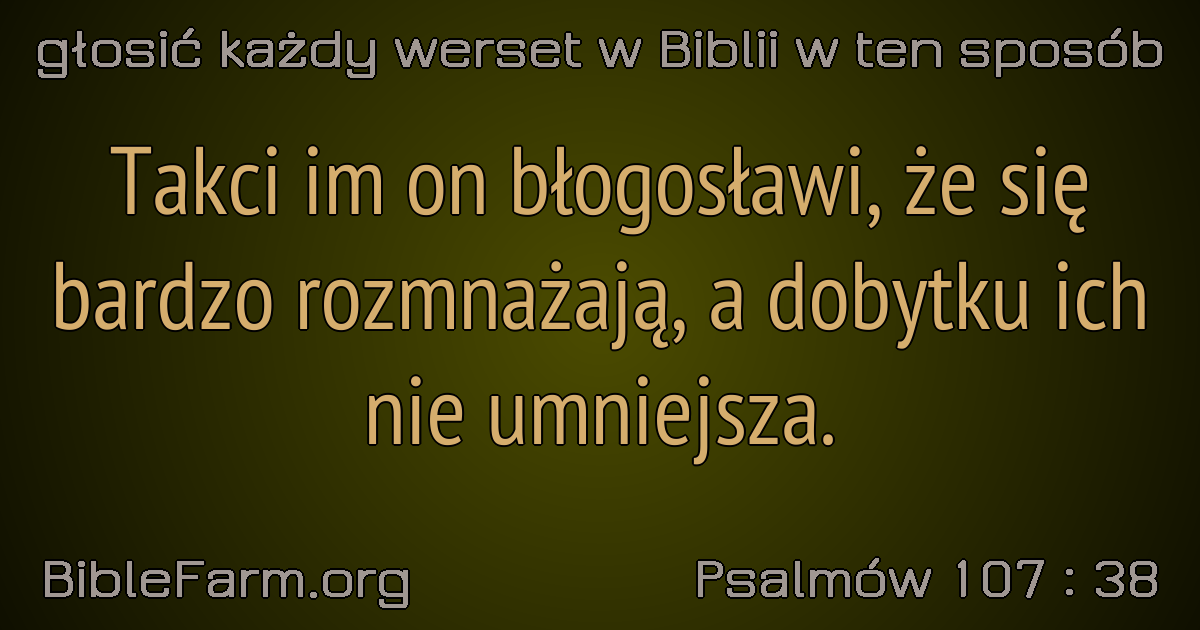 głosić każdy werset w Biblii w ten sposób
Takci im on błogosławi, że się
bardzo rozmnażają, a dobytku ich
nie umniejsza.
BibleFarm.org
Psalmów 107 : 38